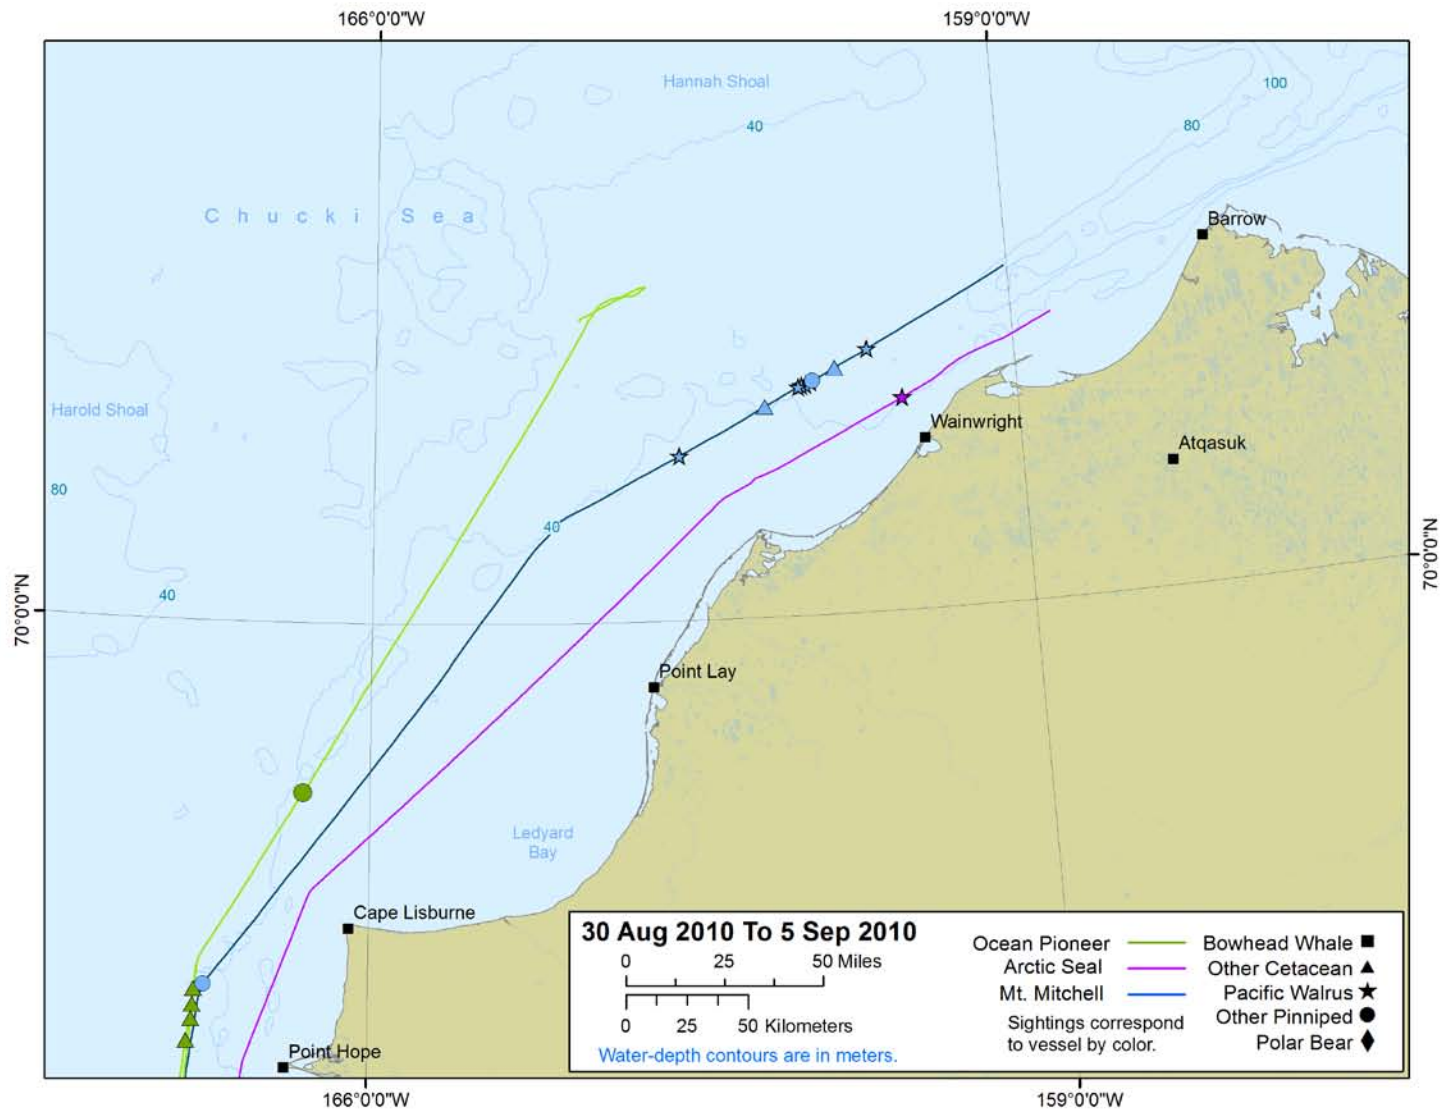 166°0'0"W
159°0'0"W
Hannah Shoal
100
40
80
Chucki Sea
Barrow
Harold Shoal
Wainwright
Atqasuk
80
40
40
70°0'0"N
70°0'0"N
Point Lay
Ledyard
Bay
Cape Lisburne
Point Hope
30 Aug 2010 To 5 Sep 2010
0 25 50 Miles
0 25 50 Kilometers
Water-depth contours are in meters.
Ocean Pioneer
Arctic Seal
Mt. Mitchell
Sightings correspond
to vessel by color.
Bowhead Whale
Other Cetacean
Pacific Walrus
Other Pinniped
Polar Bear
166°0'0"W
159°0'0"W